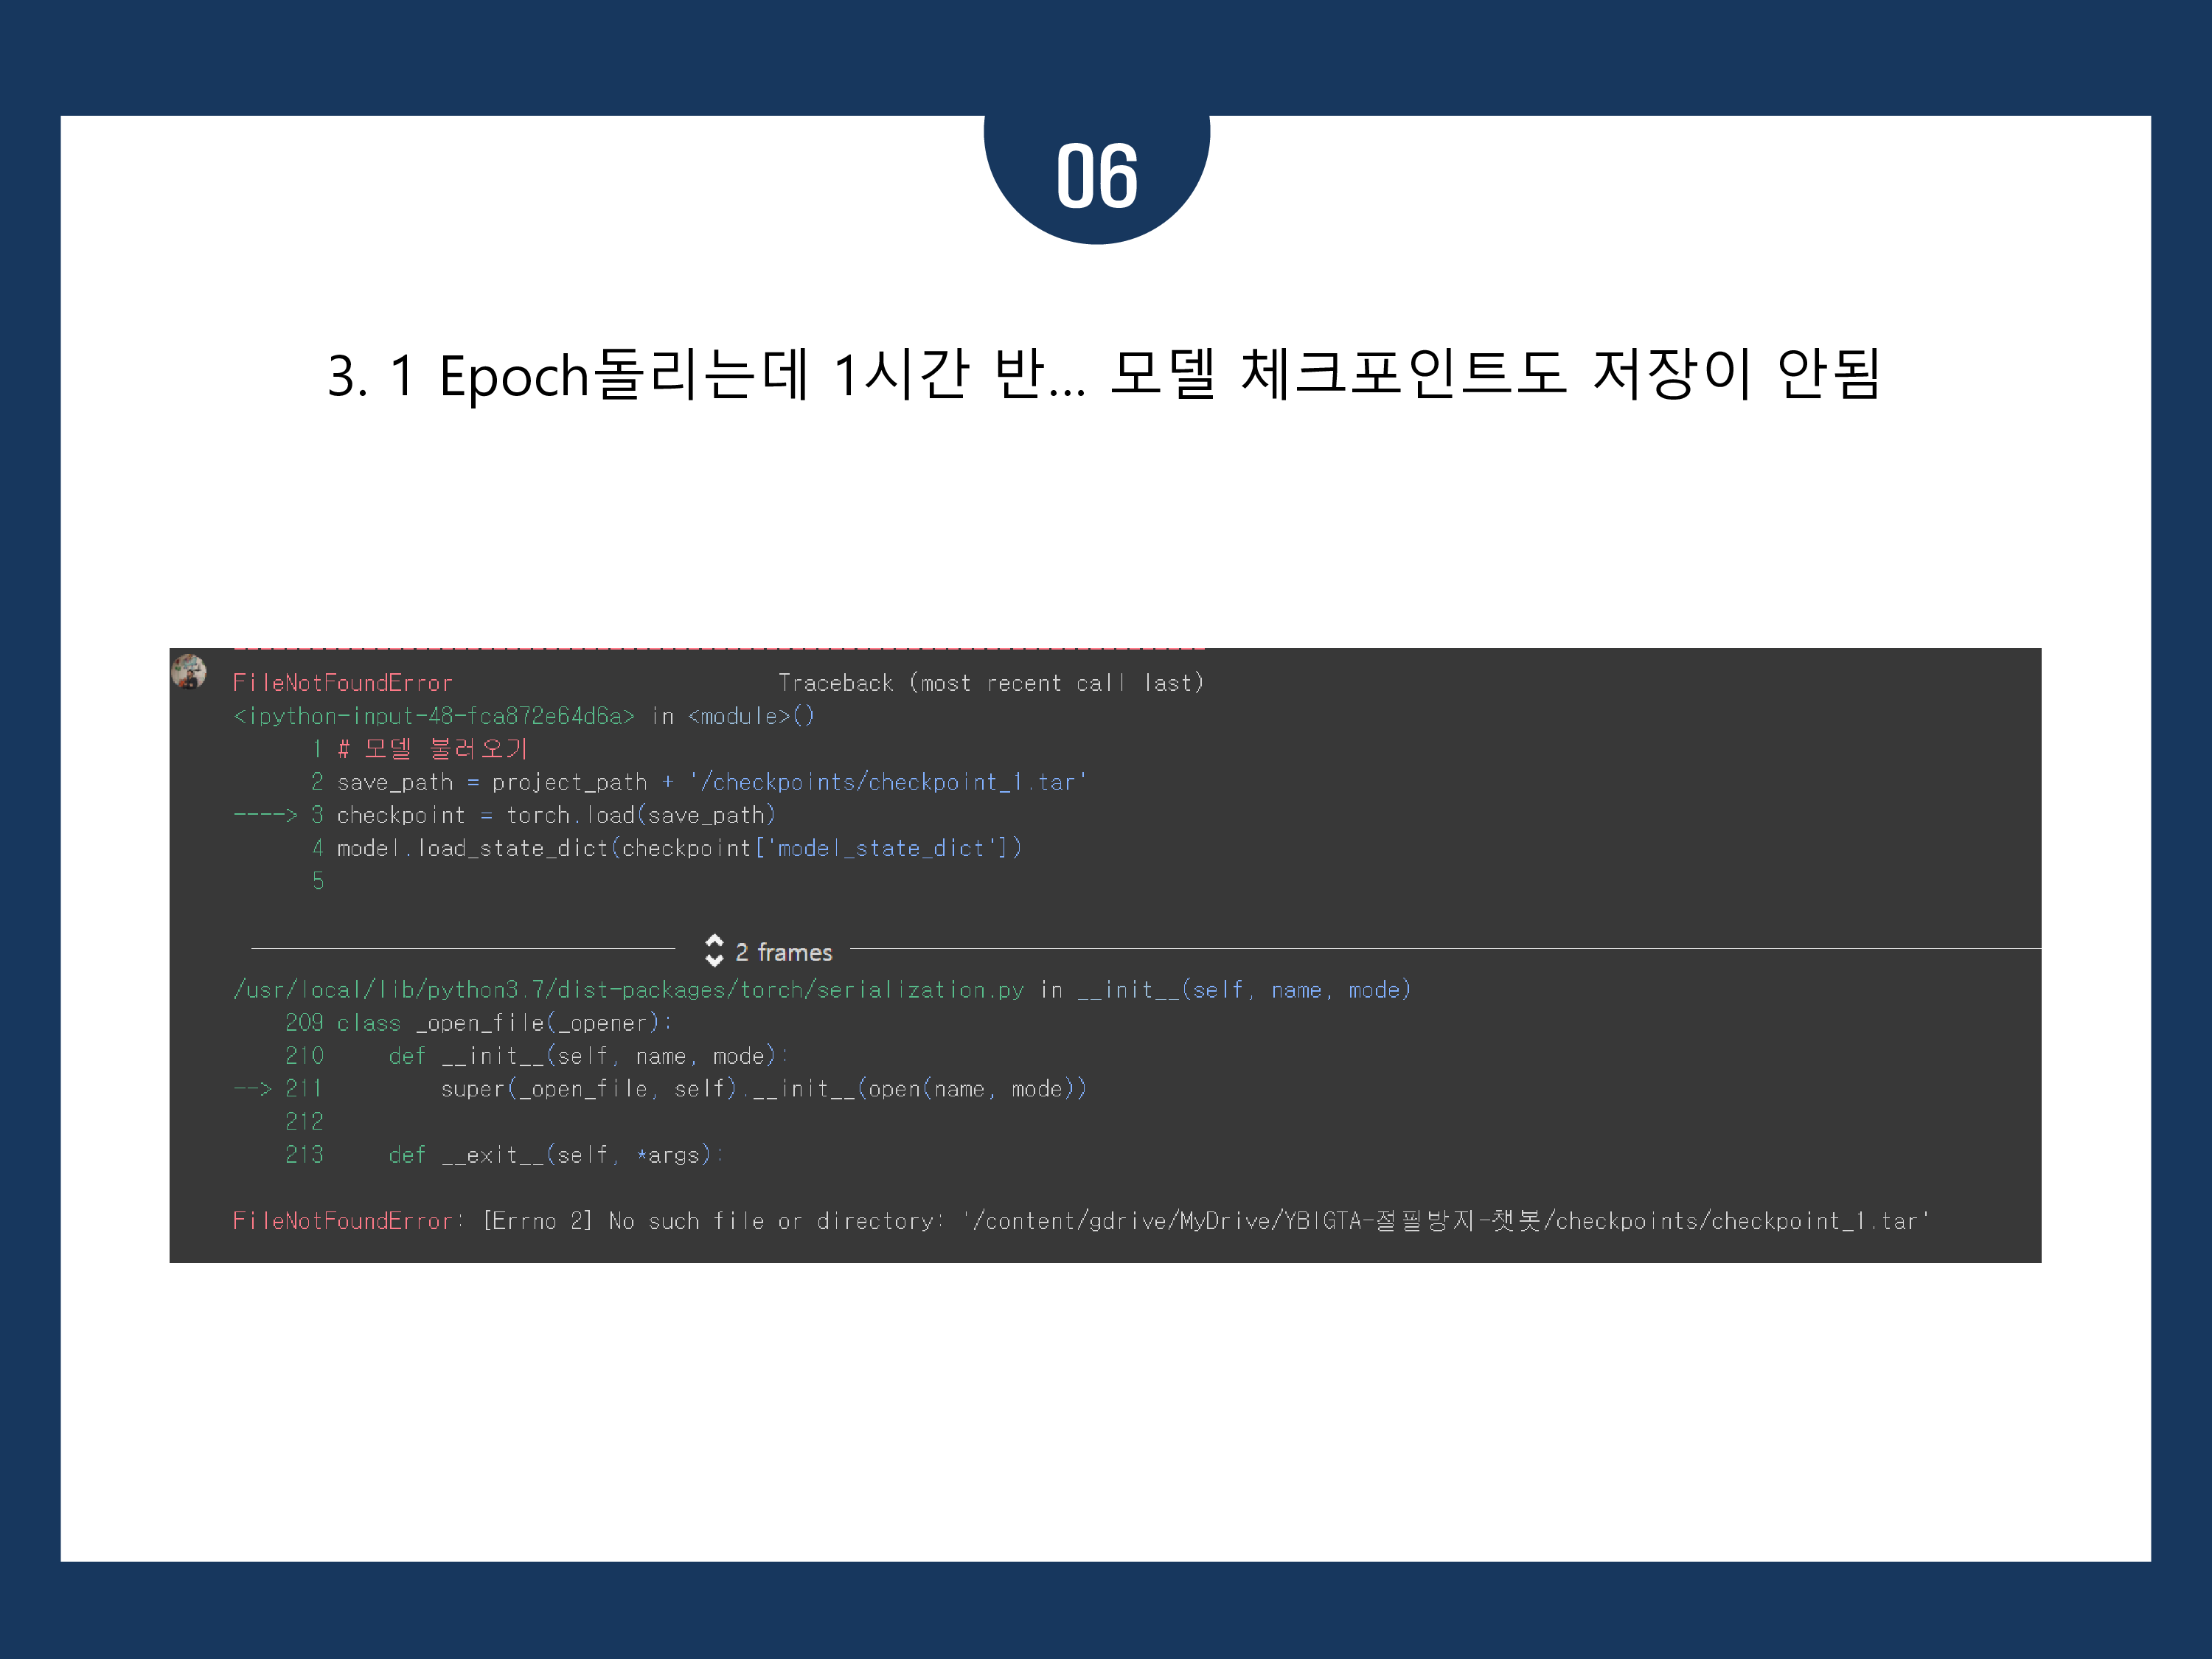 06
3. 1 Epoch돌리는데 1시간 반... 모델 체크포인트도 저장이 안됨
FileNotFoundError Traceback (most recent call last)
<ipython-input-48-fca872e64d6a> in <module>()
1 # 모델 불러오기
2 save_path = project_path + '/checkpoints/checkpoint_1.tar'
----> 3 checkpoint = torch.load(save_path)
4 model.load_state_dict(checkpoint['model_state_dict'])
5
2 frames
/usr/local/lib/python3.7/dist-packages/torch/serialization.py in __init__(self, name, mode)
209 class _open_file(_opener):
210 def __init__(self, name, mode):
--> 211 super(_open_file, self).__init__(open(name, mode))
212
213 def __exit__(self, *args):
FileNotFoundError: [Errno 2] No such file or directory: '/content/gdrive/MyDrive/YBIGTA-절필방지-챗봇/checkpoints/checkpoint_1.tar'